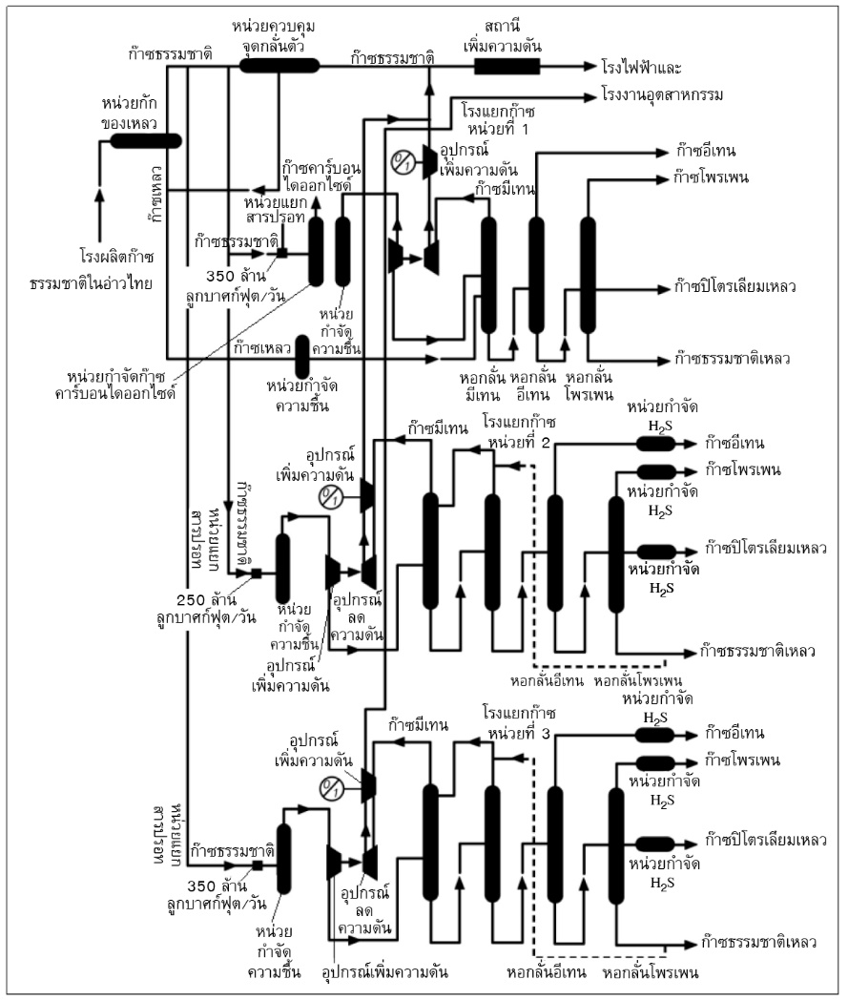 หน่วยควบคุม
จุดกลั่นตัว
สถานี
เพิ่มความดัน
ก๊าซธรรมชาติ
ก๊าซธรรมชาติ
โรงไฟฟ้าและ
โรงงานอุตสาหกรรม
หน่วยกัก
ของเหลว
โรงแยกก๊าซ
หน่วยที่ 1
0/1
อุปกรณ์
เพิ่มความดัน
ก๊าซอีเทน
ก๊าซโพรเพน
ก๊าซเหลว
ก๊าซคาร์บอน
ไดออกไซด์
ก๊าซมีเทน
หน่วยแยก
สารปรอท
ก๊าซธรรมชาติ
โรงผลิตก๊าซ
ธรรมชาติในอ่าวไทย
350 ล้าน
ลูกบาศก์ฟุต/วัน
ก๊าซปิโตรเลียมเหลว
หน่วย
กำจัด
ความชื้น
ก๊าซเหลว
ก๊าซธรรมชาติเหลว
หน่วยกำจัดก๊าซ
คาร์บอนไดออกไซด์
หน่วยกำจัด
ความชื้น
หอกลั่น
มีเทน
หอกลั่น
อีเทน
หอกลั่น
โพรเพน
หน่วยกำจัด
H2S
ก๊าซมีเทน
โรงแยกก๊าซ
หน่วยที่ 2
ก๊าซอีเทน
อุปกรณ์
เพิ่มความดัน
ก๊าซโพรเพน
0/1
หน่วยกำจัด
H2S
ก๊าซธรรมชาติ
หน่วยแยก
สารปรอท
ก๊าซปิโตรเลียมเหลว
หน่วยกำจัด
H2S
250 ล้าน
ลูกบาศก์ฟุต/วัน
หน่วย
กำจัด
ความชื้น
อุปกรณ์
ลด
ความดัน
อุปกรณ์
เพิ่มความดัน
ก๊าซธรรมชาติเหลว
หอกลั่นอีเทน
หอกลั่นโพรเพน
หน่วยกำจัด
H2S
ก๊าซมีเทน
โรงแยกก๊าซ
หน่วยที่ 3
ก๊าซอีเทน
อุปกรณ์
เพิ่มความดัน
ก๊าซโพรเพน
0/1
หน่วยกำจัด
H2S
หน่วยแยก
สารปรอท
ก๊าซธรรมชาติ
ก๊าซปิโตรเลียมเหลว
หน่วยกำจัด
H2S
350 ล้าน
ลูกบาศก์ฟุต/วัน
อุปกรณ์
ลด
ความดัน
หน่วย
กำจัด
ความชื้น
อุปกรณ์เพิ่มความดัน
ก๊าซธรรมชาติเหลว
หอกลั่นอีเทน
หอกลั่นโพรเพน